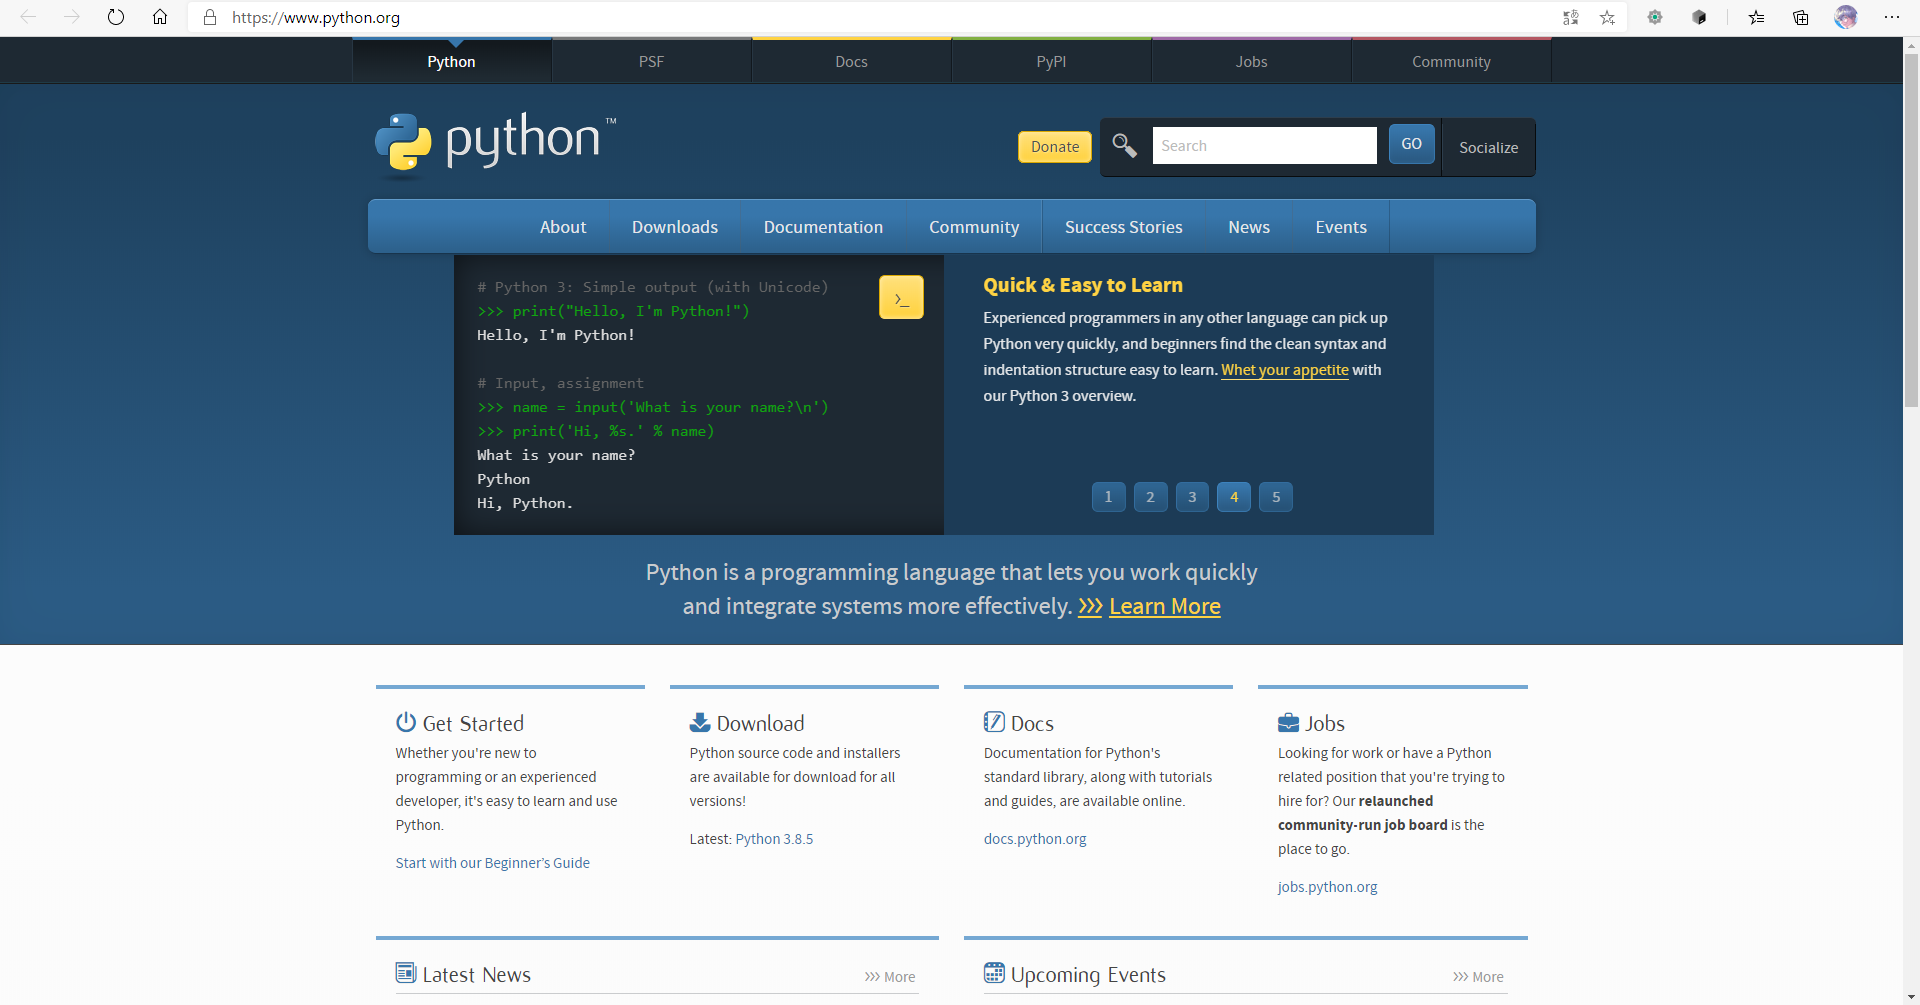 https://www.python.org
Python
PSF
Docs
PyPI
Jobs
Community
python™
Donate
Search
GO
Socialize
About
Downloads
Documentation
Community
Success Stories
News
Events
# Python 3: Simple output (with Unicode)
>>> print("Hello, I'm Python!")
Hello, I'm Python!
# Input, assignment
>>> name = input('What is your name?\n')
>>> print('Hi, %s.' % name)
What is your name?
Python
Hi, Python.
>_
Quick & Easy to Learn
Experienced programmers in any other language can pick up
Python very quickly, and beginners find the clean syntax and
indentation structure easy to learn. Whet your appetite with
our Python 3 overview.
1
2
3
4
5
Python is a programming language that lets you work quickly
and integrate systems more effectively. >>> Learn More
Get Started
Whether you're new to
programming or an experienced
developer, it's easy to learn and use
Python.
Start with our Beginner’s Guide
Download
Python source code and installers
are available for download for all
versions!
Latest: Python 3.8.5
Docs
Documentation for Python's
standard library, along with tutorials
and guides, are available online.
docs.python.org
Jobs
Looking for work or have a Python
related position that you're trying to
hire for? Our relaunched
community-run job board is the
place to go.
jobs.python.org
Latest News
>>> More
Upcoming Events
>>> More